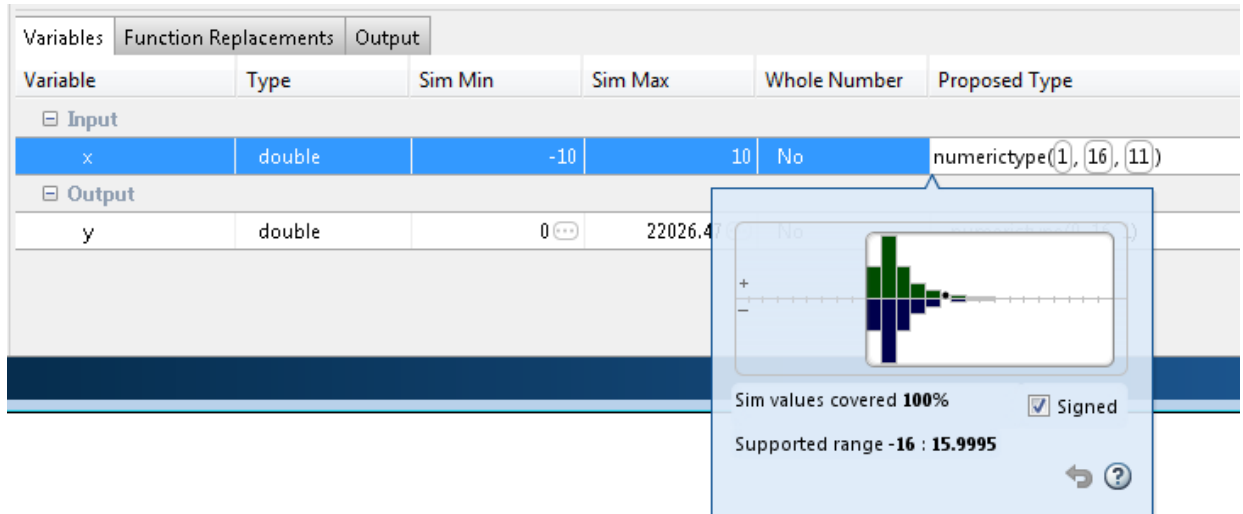 Variables Function Replacements Output
Variable Type Sim Min Sim Max Whole Number Proposed Type
Input
x double -10 10 No numerictype(1, 16, 11)
Output
y double 0 22026.47 No
+
−
Sim values covered 100% Signed
Supported range -16 : 15.9995